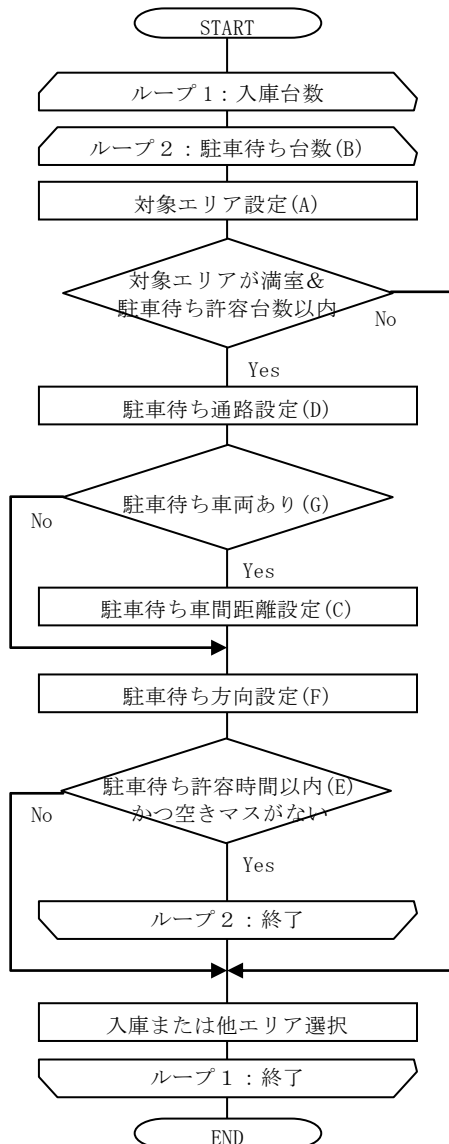 START
ループ1：入庫台数
ループ2：駐車待ち台数(B)
対象エリア設定(A)
対象エリアが満室＆
駐車待ち許容台数以内
No
Yes
駐車待ち通路設定(D)
駐車待ち車両あり(G)
No
Yes
駐車待ち車間距離設定(C)
駐車待ち方向設定(F)
駐車待ち許容時間以内(E)
かつ空きマスがない
No
Yes
ループ2：終了
入庫または他エリア選択
ループ1：終了
END